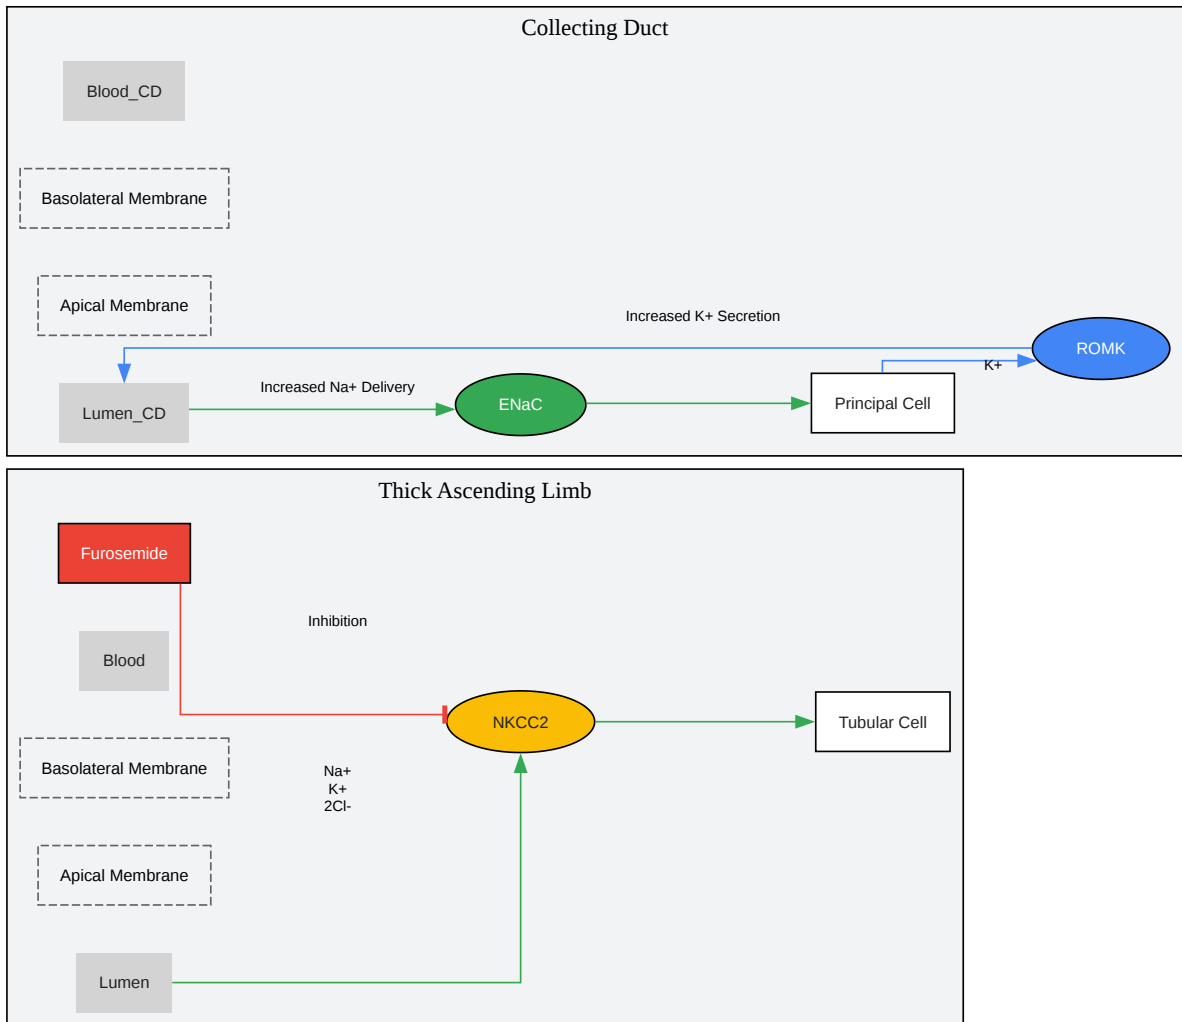 Collecting Duct
Blood_CD
Basolateral Membrane
Apical Membrane
Increased K+ Secretion
ROMK
K+
Increased Na+ Delivery
ENaC
Principal Cell
Lumen_CD
Thick Ascending Limb
Furosemide
Inhibition
Blood
NKCC2
Tubular Cell
Basolateral Membrane
Na+
K+
2Cl-
Apical Membrane
Lumen